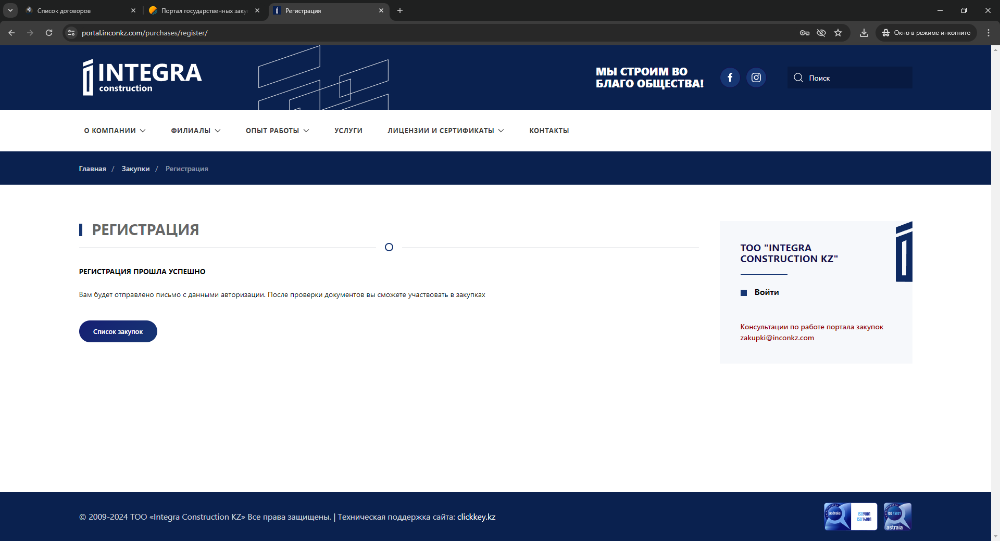 Список договоров
Портал государственных заку
Регистрация
portal.inconkz.com/purchases/register/
Окно в режиме инкогнито
INTEGRA
construction
МЫ СТРОИМ ВО
БЛАГО ОБЩЕСТВА!
Поиск
О КОМПАНИИ
ФИЛИАЛЫ
ОПЫТ РАБОТЫ
УСЛУГИ
ЛИЦЕНЗИИ И СЕРТИФИКАТЫ
КОНТАКТЫ
Главная / Закупки / Регистрация
РЕГИСТРАЦИЯ
РЕГИСТРАЦИЯ ПРОШЛА УСПЕШНО
Вам будет отправлено письмо с данными авторизации. После проверки документов вы сможете участвовать в закупках
Список закупок
ТОО "INTEGRA
CONSTRUCTION KZ"
Войти
Консультации по работе портала закупок
zakupki@inconkz.com
© 2009-2024 ТОО «Integra Construction KZ» Все права защищены. | Техническая поддержка сайта: clickkey.kz
astraia
ISO9001
ISO14001
ISO 45001
astraia